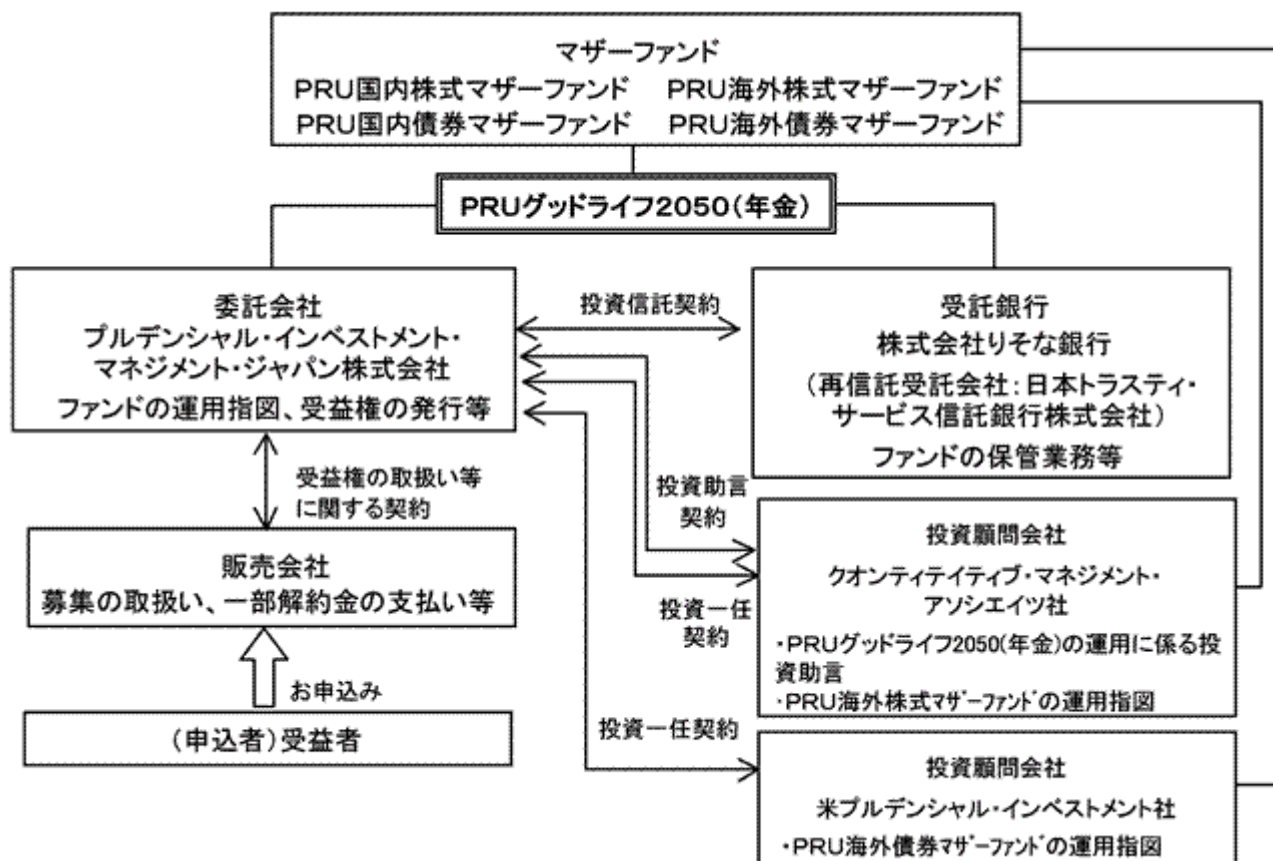 マザーファンド
PRU国内株式マザーファンド　PRU海外株式マザーファンド
PRU国内債券マザーファンド　PRU海外債券マザーファンド
PRUグッドライフ2050(年金)
委託会社
プルデンシャル・インベストメント・
マネジメント・ジャパン株式会社
ファンドの運用指図、受益権の発行等
投資信託契約
受託銀行
株式会社りそな銀行
(再信託受託会社:日本トラスティ・
サービス信託銀行株式会社)
ファンドの保管業務等
受益権の取扱い等
に関する契約
投資助言
契約
販売会社
募集の取扱い、一部解約金の支払い等
投資一任
契約
投資顧問会社
クオンティテイティブ・マネジメント・
アソシエイツ社
・PRUグッドライフ2050(年金)の運用に係る投
資助言
・PRU海外株式ﾏｻﾞｰﾌｧﾝﾄﾞの運用指図
お申込み
(申込者)受益者
投資一任契約
投資顧問会社
米プルデンシャル・インベストメント社
・PRU海外債券ﾏｻﾞｰﾌｧﾝﾄﾞの運用指図